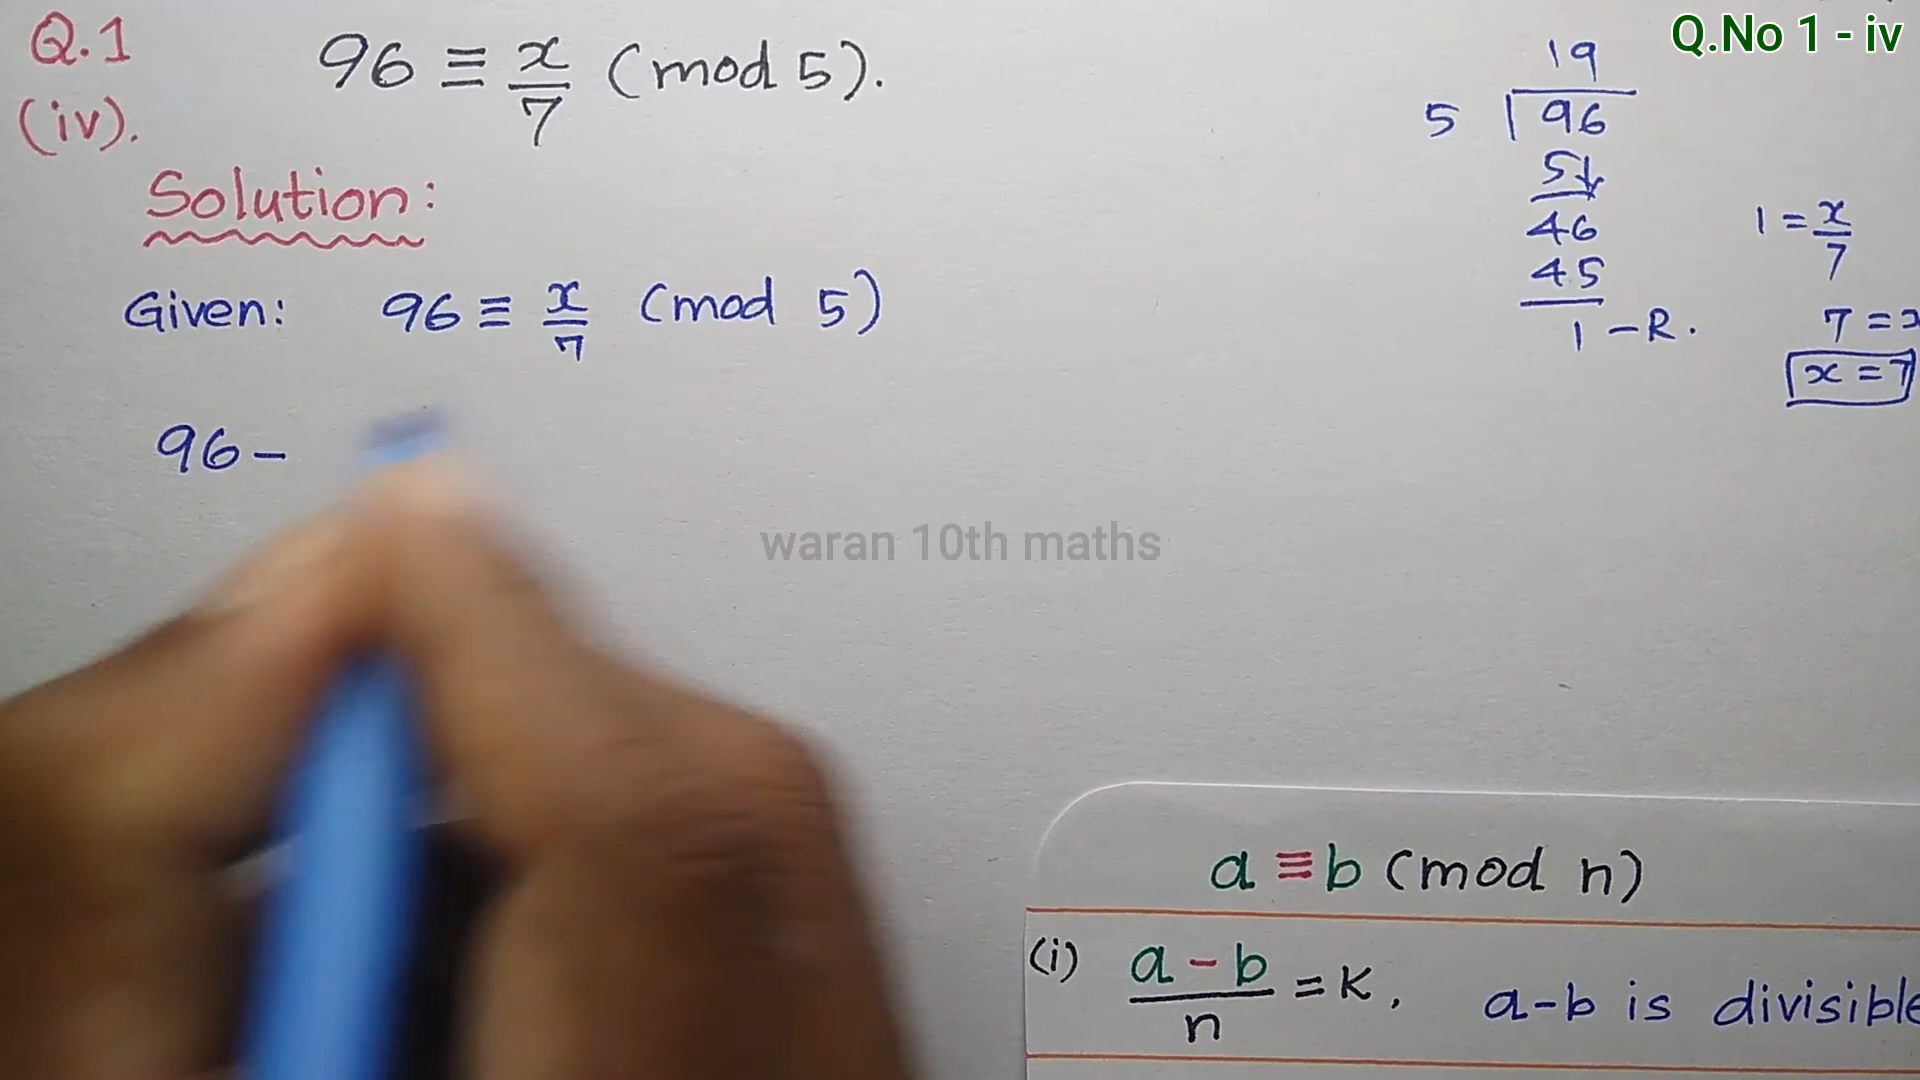 Q.No 1 - iv
Q.1
(iv).
96 ≡ x/7 (mod 5).
Solution:
Given: 96 ≡ x/7 (mod 5)
96 -
19
5 96
5↓
46
45
1 - R.
1 = x/7
7 =
x = 7
waran 10th maths
a ≡ b (mod n)
(i) a - b/n = K, a-b is divisible